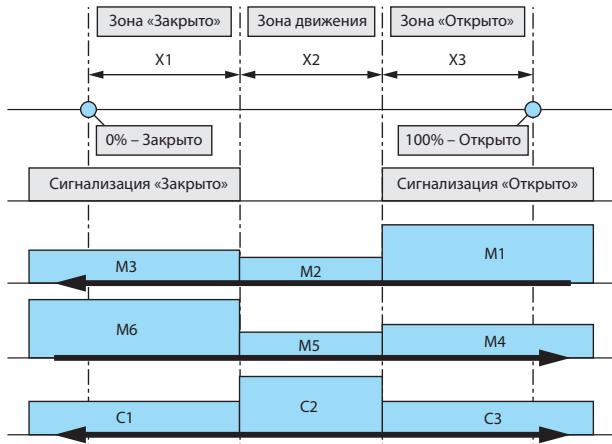 Зона «Закрыто»
Зона движения
Зона «Открыто»
X1
X2
X3
0% – Закрыто
100% – Открыто
Сигнализация «Закрыто»
Сигнализация «Открыто»
M3
M2
M1
M6
M5
M4
C1
C2
C3